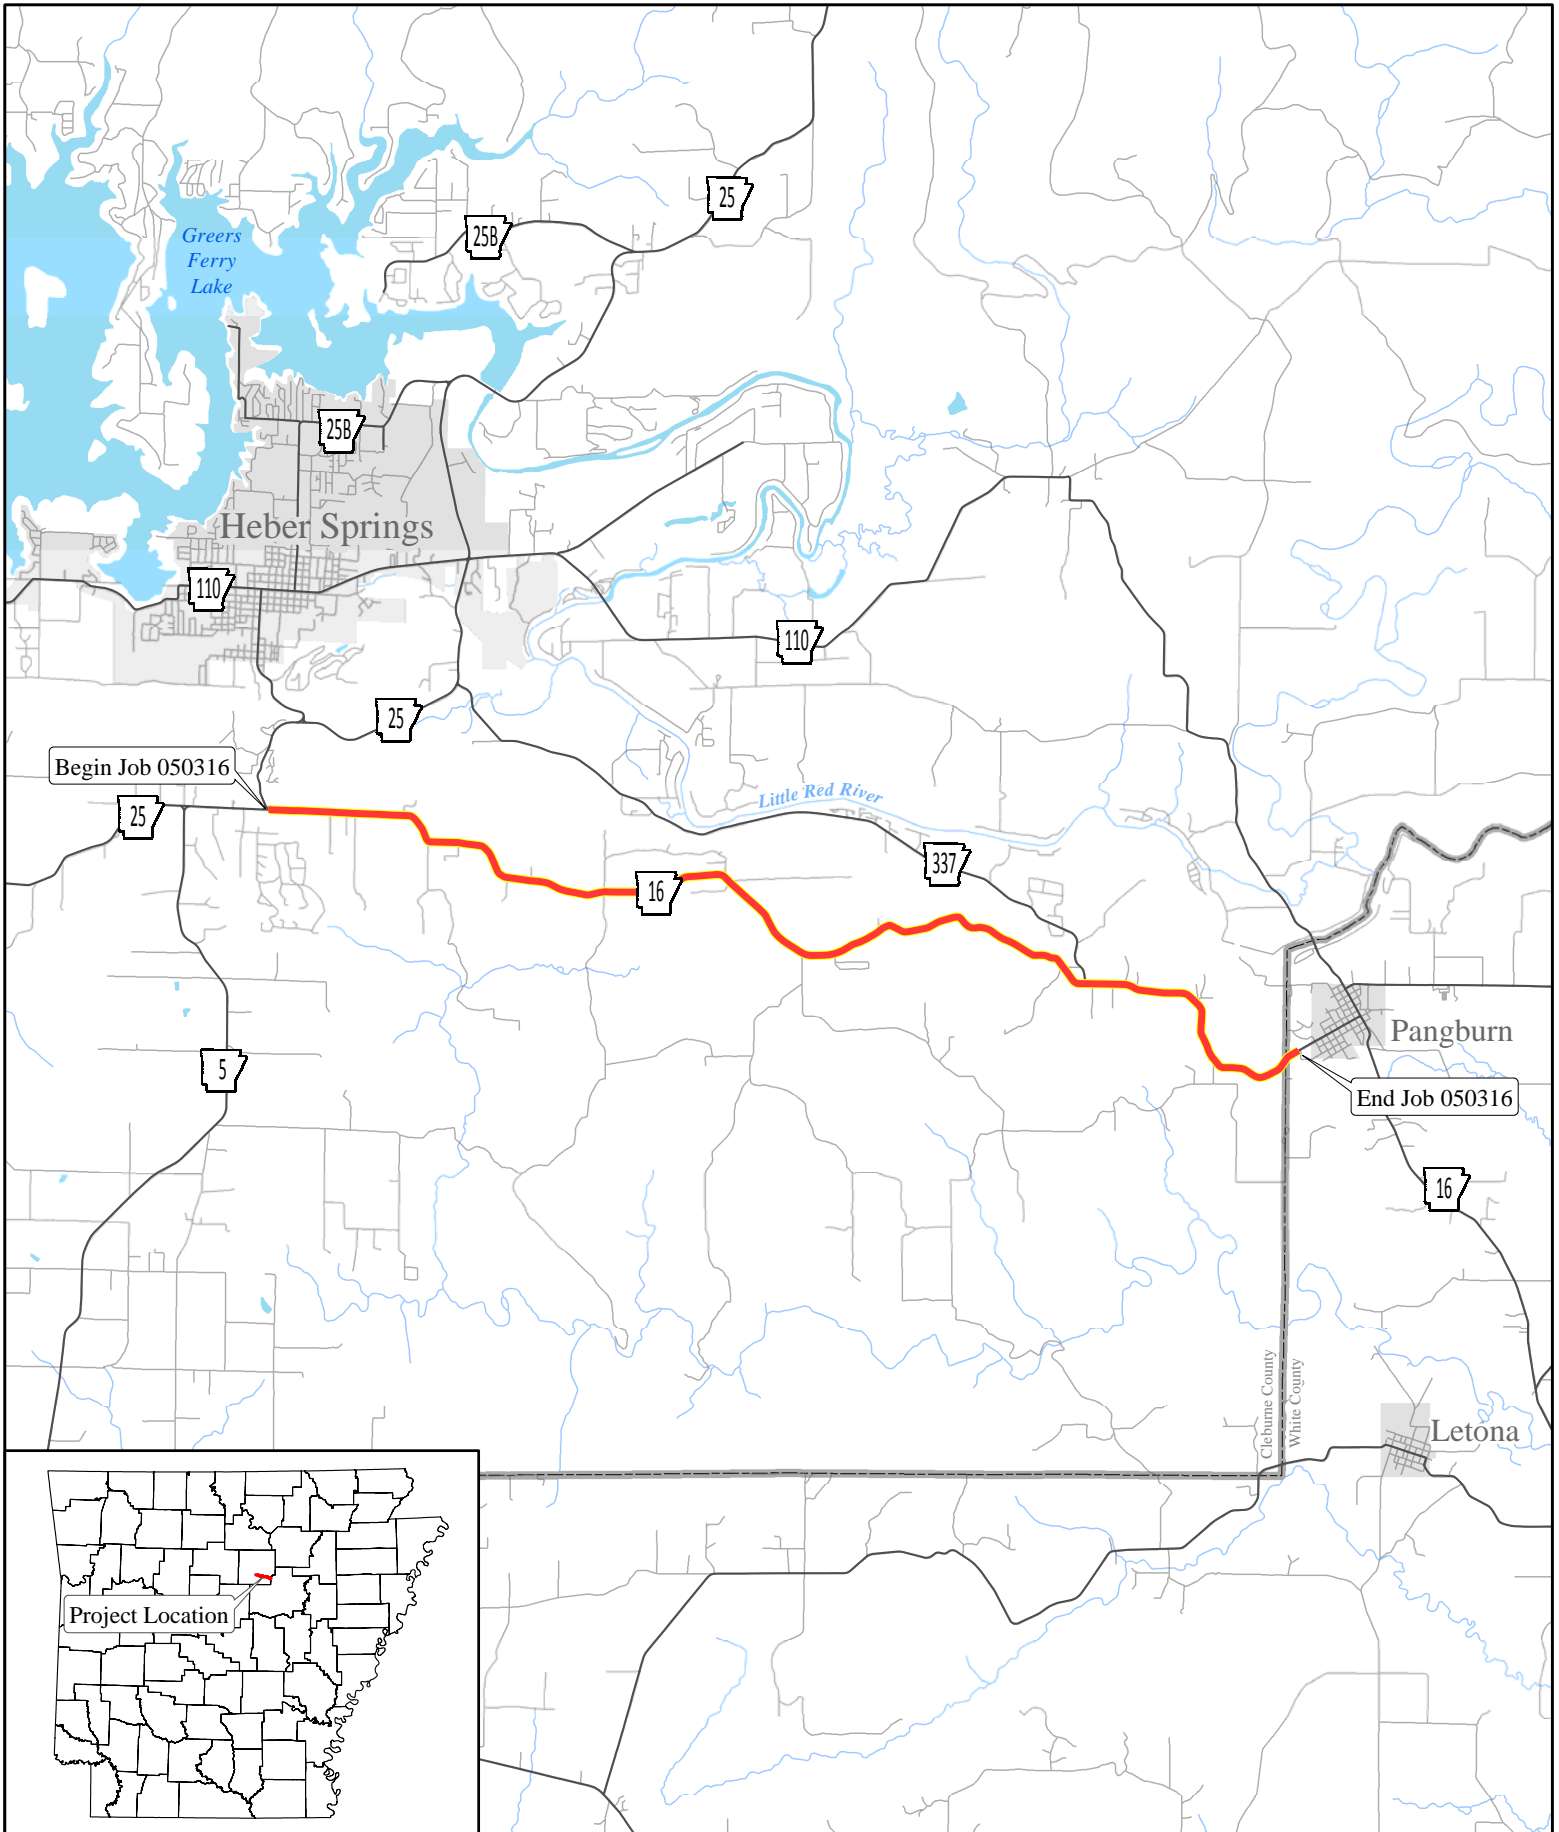 25
25B
Greers
Ferry
Lake
25B
Heber Springs
110
110
25
Begin Job 050316
25
Little Red River
337
16
Pangburn
5
End Job 050316
16
Cleburne County
White County
Letona
Project Location